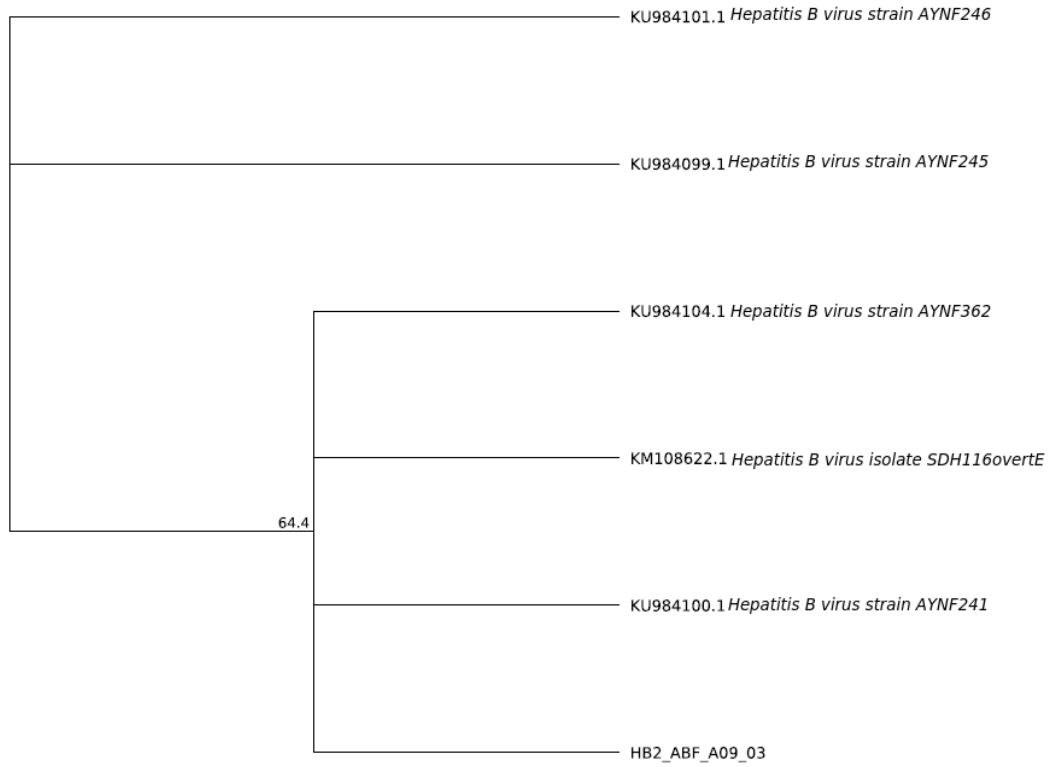 KU984101.1 Hepatitis B virus strain AYNF246
KU984099.1 Hepatitis B virus strain AYNF245
KU984104.1 Hepatitis B virus strain AYNF362
KM108622.1 Hepatitis B virus isolate SDH116overtE
64.4
KU984100.1 Hepatitis B virus strain AYNF241
HB2_ABF_A09_03